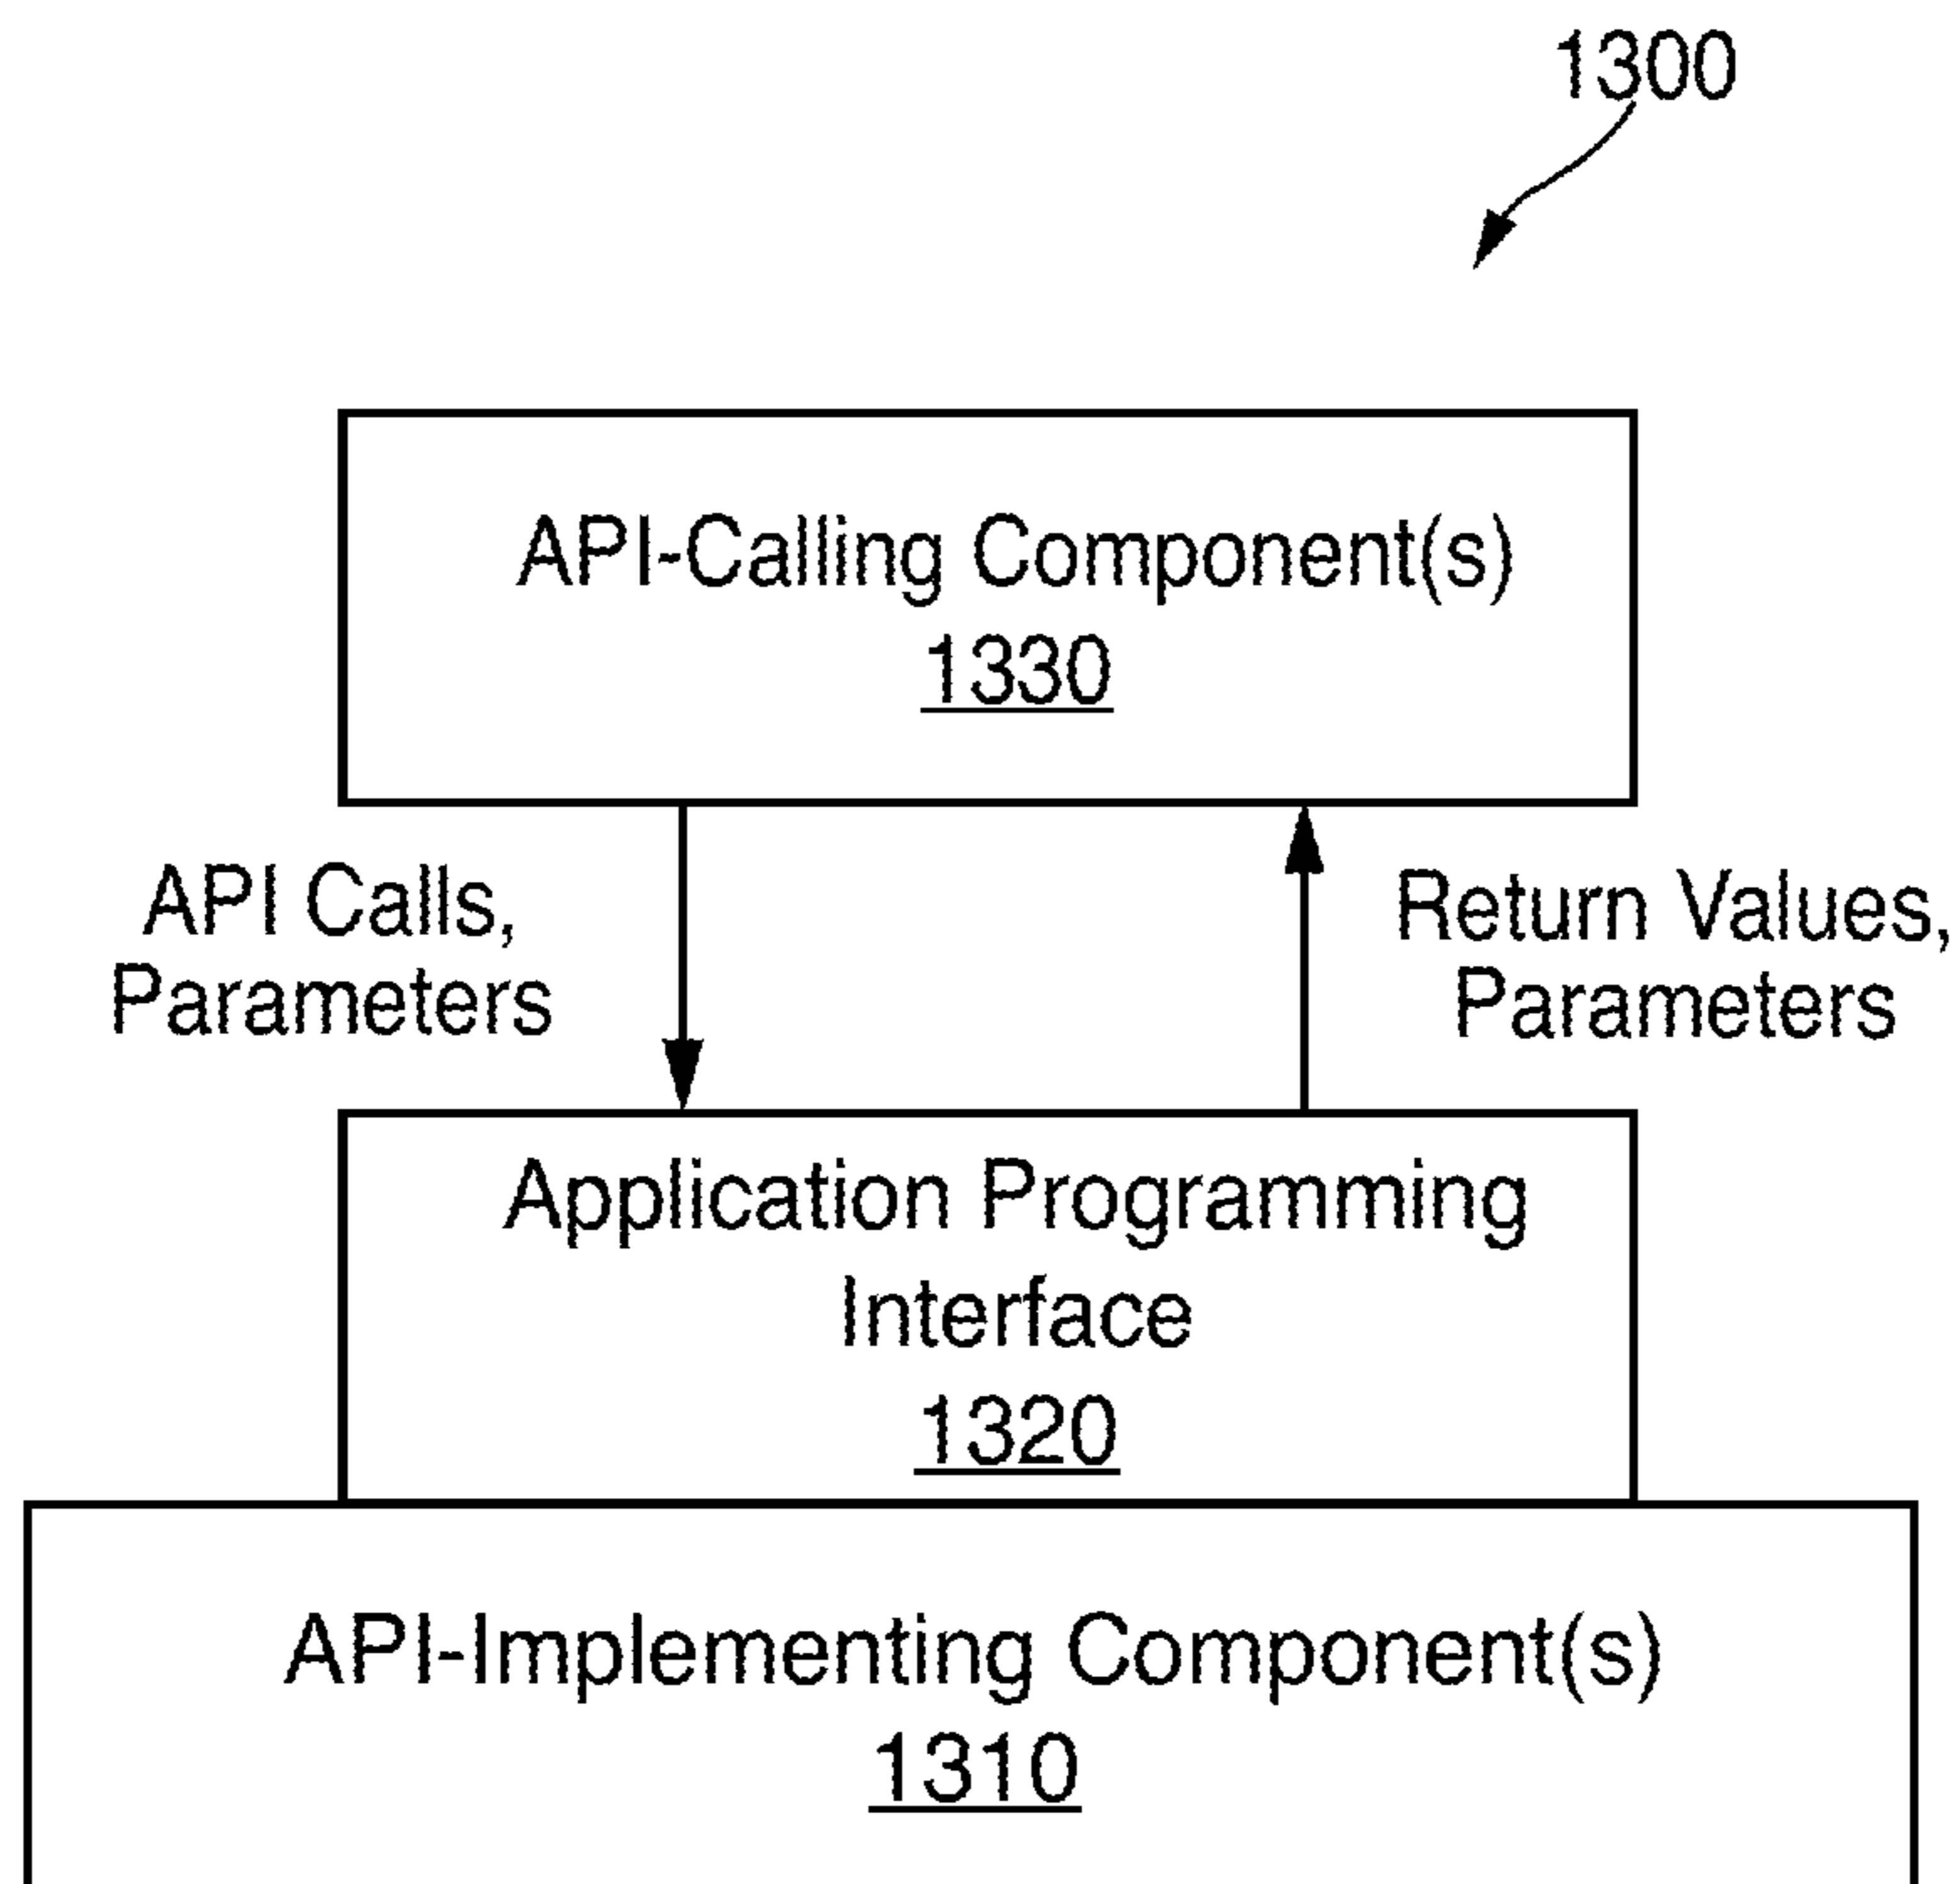 1300
API-Calling Component(s)
1330
API Calls,
Parameters
Return Values,
Parameters
Application Programming
Interface
1320
API-Implementing Component(s)
1310